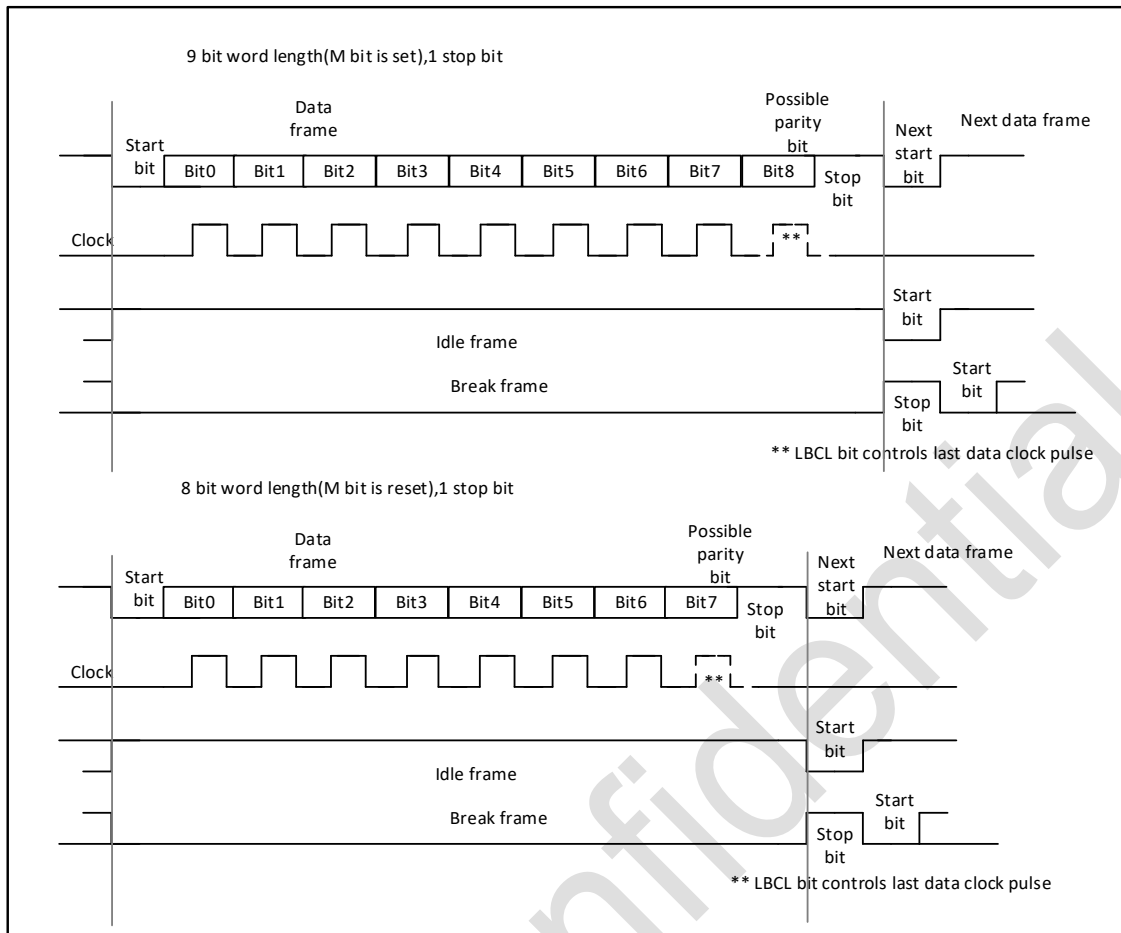 9 bit word length(M bit is set),1 stop bit
Data
frame
Possible
parity
bit
Start
bit
Next
start
bit
Next data frame
Bit0 Bit1 Bit2 Bit3 Bit4 Bit5 Bit6 Bit7 Bit8
Stop
bit
Clock
**
Start
bit
Idle frame
Break frame
Start
bit
Stop
bit
** LBCL bit controls last data clock pulse
8 bit word length(M bit is reset),1 stop bit
Data
frame
Possible
parity
bit
Start
bit
Next
start
bit
Next data frame
Bit0 Bit1 Bit2 Bit3 Bit4 Bit5 Bit6 Bit7
Stop
bit
Clock
**
Start
bit
Idle frame
Break frame
Start
bit
Stop
bit
** LBCL bit controls last data clock pulse
nfidential